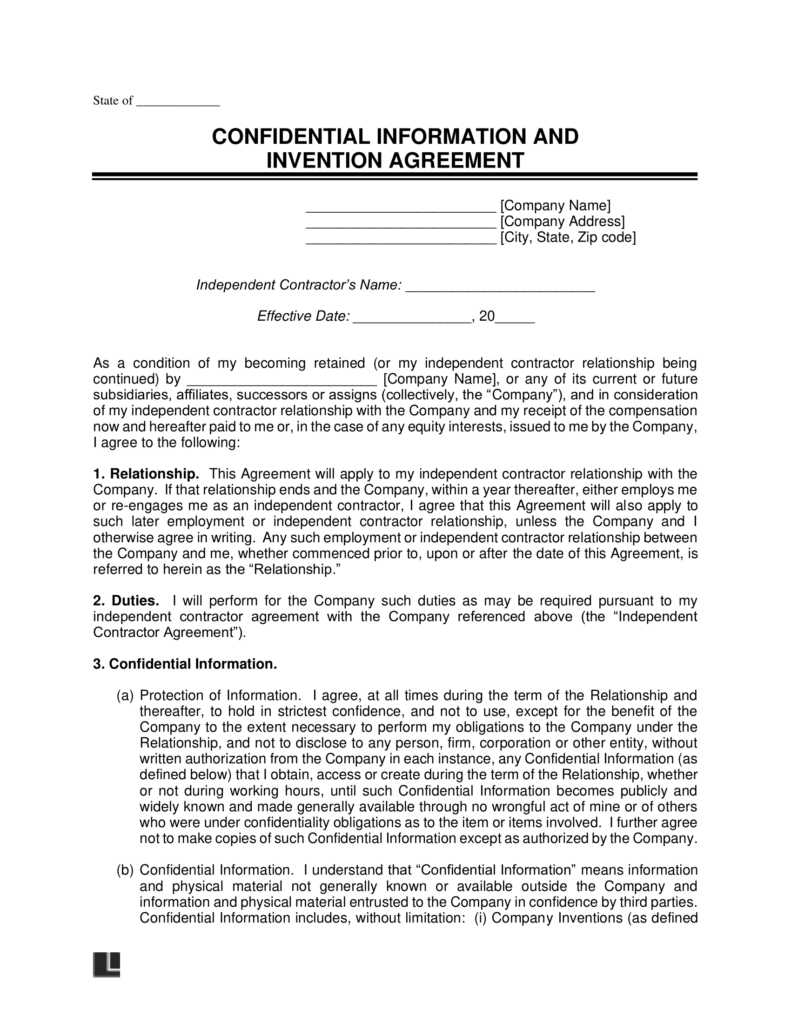 State of _____________
CONFIDENTIAL INFORMATION AND
INVENTION AGREEMENT
________________________ [Company Name]
________________________ [Company Address]
________________________ [City, State, Zip code]
Independent Contractor’s Name: ________________________
Effective Date: _______________, 20_____
As a condition of my becoming retained (or my independent contractor relationship being
continued) by ________________________ [Company Name], or any of its current or future
subsidiaries, affiliates, successors or assigns (collectively, the “Company”), and in consideration
of my independent contractor relationship with the Company and my receipt of the compensation
now and hereafter paid to me or, in the case of any equity interests, issued to me by the Company,
I agree to the following:
1. Relationship. This Agreement will apply to my independent contractor relationship with the
Company. If that relationship ends and the Company, within a year thereafter, either employs me
or re-engages me as an independent contractor, I agree that this Agreement will also apply to
such later employment or independent contractor relationship, unless the Company and I
otherwise agree in writing. Any such employment or independent contractor relationship between
the Company and me, whether commenced prior to, upon or after the date of this Agreement, is
referred to herein as the “Relationship.”
2. Duties. I will perform for the Company such duties as may be required pursuant to my
independent contractor agreement with the Company referenced above (the “Independent
Contractor Agreement”).
3. Confidential Information.
(a) Protection of Information. I agree, at all times during the term of the Relationship and
thereafter, to hold in strictest confidence, and not to use, except for the benefit of the
Company to the extent necessary to perform my obligations to the Company under the
Relationship, and not to disclose to any person, firm, corporation or other entity, without
written authorization from the Company in each instance, any Confidential Information (as
defined below) that I obtain, access or create during the term of the Relationship, whether
or not during working hours, until such Confidential Information becomes publicly and
widely known and made generally available through no wrongful act of mine or of others
who were under confidentiality obligations as to the item or items involved. I further agree
not to make copies of such Confidential Information except as authorized by the Company.
(b) Confidential Information. I understand that “Confidential Information” means information
and physical material not generally known or available outside the Company and
information and physical material entrusted to the Company in confidence by third parties.
Confidential Information includes, without limitation: (i) Company Inventions (as defined